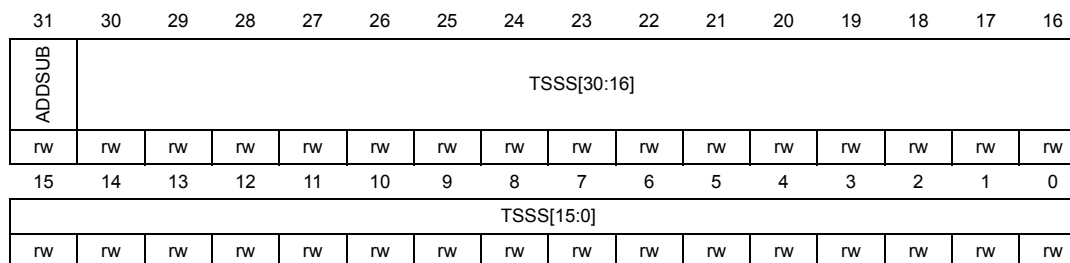 31 30 29 28 27 26 25 24 23 22 21 20 19 18 17 16
ADDSUB TSSS[30:16]
rw rw rw rw rw rw rw rw rw rw rw rw rw rw rw rw
15 14 13 12 11 10 9 8 7 6 5 4 3 2 1 0
TSSS[15:0]
rw rw rw rw rw rw rw rw rw rw rw rw rw rw rw rw